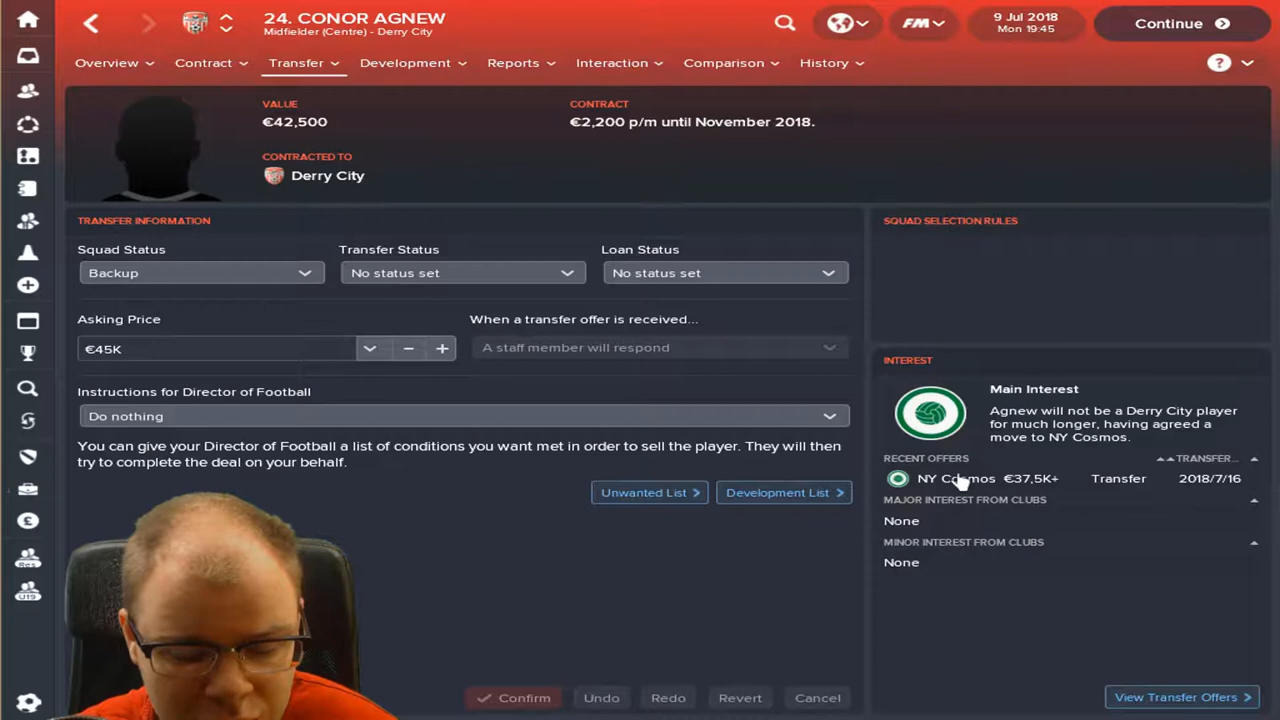 24. CONOR AGNEW
Midfielder (Centre) - Derry City
FM
9 Jul 2018
Mon 19:45
Continue
Overview
Contract
Transfer
Development
Reports
Interaction
Comparison
History
?
VALUE
€42,500
CONTRACT
€2,200 p/m until November 2018.
CONTRACTED TO
Derry City
TRANSFER INFORMATION
Squad Status
Backup
Transfer Status
No status set
Loan Status
No status set
Asking Price
€45K
When a transfer offer is received...
A staff member will respond
Instructions for Director of Football
Do nothing
You can give your Director of Football a list of conditions you want met in order to sell the player. They will then
try to complete the deal on your behalf.
Unwanted List
Development List
Confirm
Undo
Redo
Revert
Cancel
SQUAD SELECTION RULES
INTEREST
Main Interest
Agnew will not be a Derry City player
for much longer, having agreed a
move to NY Cosmos.
RECENT OFFERS
TRANSFER...
NY Cosmos €37,5K+ Transfer 2018/7/16
MAJOR INTEREST FROM CLUBS
None
MINOR INTEREST FROM CLUBS
None
View Transfer Offers
Res
U19